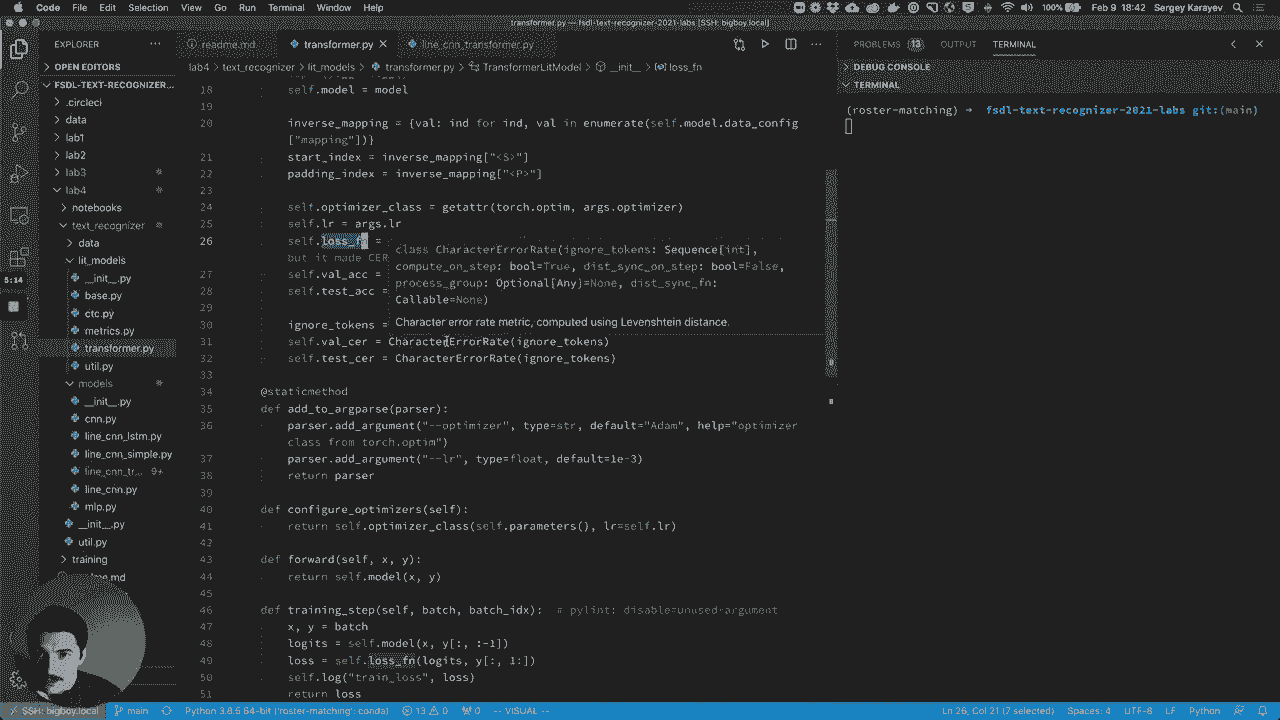 Code File Edit Selection View Go Run Terminal Window Help 100% Feb 9 18:42 Sergey Karayev
transformer.py — fsdl-text-recognizer-2021-labs [SSH: bigboy.local]
EXPLORER
readme.md transformer.py line_cnn_transformer.py
PROBLEMS 13 OUTPUT TERMINAL
OPEN EDITORS
lab4 > text_recognizer > lit_models > transformer.py > TransformerLitModel > __init__ > loss_fn
DEBUG CONSOLE
FSDL-TEXT-RECOGNIZER...
TERMINAL
.circleci
data
lab1
lab2
lab3
lab4
notebooks
text_recognizer
data
lit_models
__init__.py
base.py
ctc.py
metrics.py
transformer.py
util.py
models
__init__.py
cnn.py
line_cnn_lstm.py
line_cnn_simple.py
line_cnn_tr... 9+
line_cnn.py
mlp.py
__init__.py
util.py
training
5:14
18 self.model = model
19
20 inverse_mapping = {val: ind for ind, val in enumerate(self.model.data_config
["mapping"])}
21 start_index = inverse_mapping["<S>"]
22 padding_index = inverse_mapping["<P>"]
23
24 self.optimizer_class = getattr(torch.optim, args.optimizer)
25 self.lr = args.lr
26 self.loss_fn =
but it made CER
27 self.val_acc =
28 self.test_acc =
29
30 ignore_tokens =
31 self.val_cer = CharacterErrorRate(ignore_tokens)
32 self.test_cer = CharacterErrorRate(ignore_tokens)
33
34 @staticmethod
35 def add_to_argparse(parser):
36 parser.add_argument("--optimizer", type=str, default="Adam", help="optimizer
class from torch.optim")
37 parser.add_argument("--lr", type=float, default=1e-3)
38 return parser
39
40 def configure_optimizers(self):
41 return self.optimizer_class(self.parameters(), lr=self.lr)
42
43 def forward(self, x, y):
44 return self.model(x, y)
45
46 def training_step(self, batch, batch_idx): # pylint: disable=unused-argument
47 x, y = batch
48 logits = self.model(x, y[:, :-1])
49 loss = self.loss_fn(logits, y[:, 1:])
50 self.log("train_loss", loss)
51 return loss
class CharacterErrorRate(ignore_tokens: Sequence[int],
compute_on_step: bool=True, dist_sync_on_step: bool=False,
process_group: Optional[Any]=None, dist_sync_fn:
Callable=None)
Character error rate metric, computed using Levenshtein distance.
(roster-matching) → fsdl-text-recognizer-2021-labs git:(main)
SSH: bigboy.local main Python 3.8.5 64-bit ('roster-matching': conda) 13 0 0 -- VISUAL -- Ln 26, Col 21 (7 selected) Spaces: 4 UTF-8 LF Python